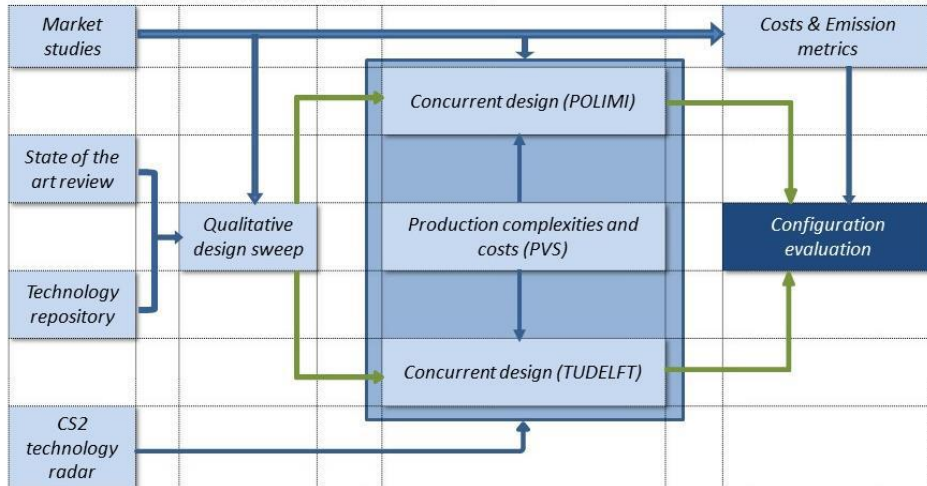 Market
studies
Costs & Emission
metrics
Concurrent design (POLIMI)
State of the
art review
Qualitative
design sweep
Production complexities and
costs (PVS)
Configuration
evaluation
Technology
repository
Concurrent design (TUDELFT)
CS2
technology
radar